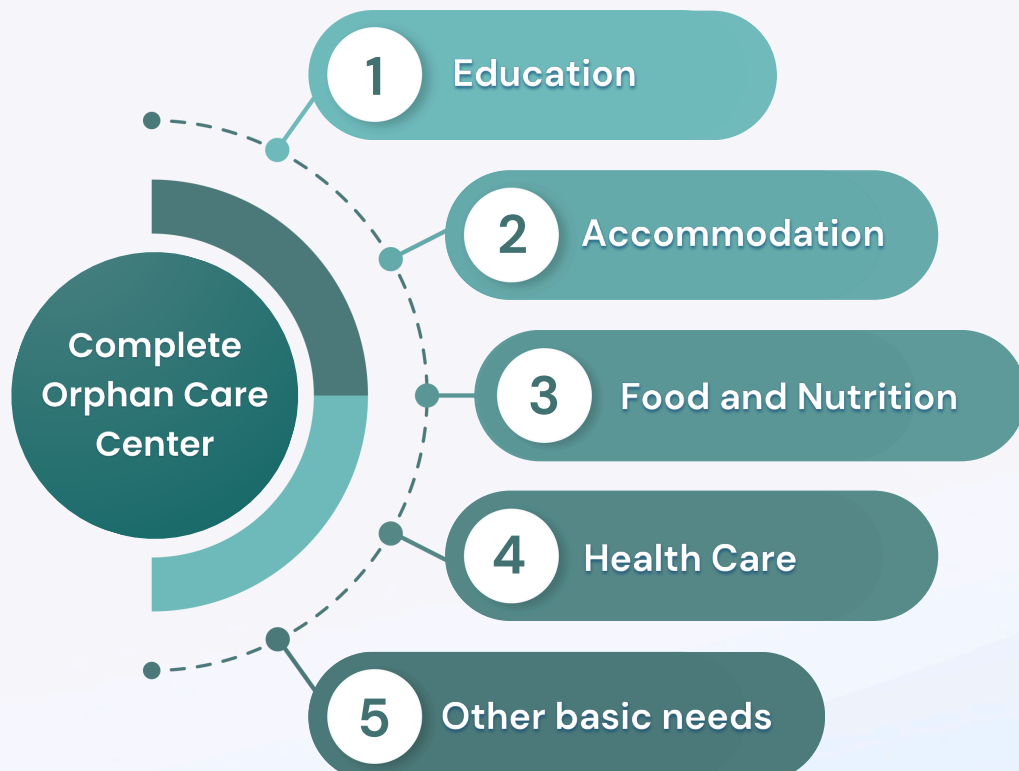 1
Education
2
Accommodation
Complete
Orphan Care
Center
3
Food and Nutrition
4
Health Care
5
Other basic needs